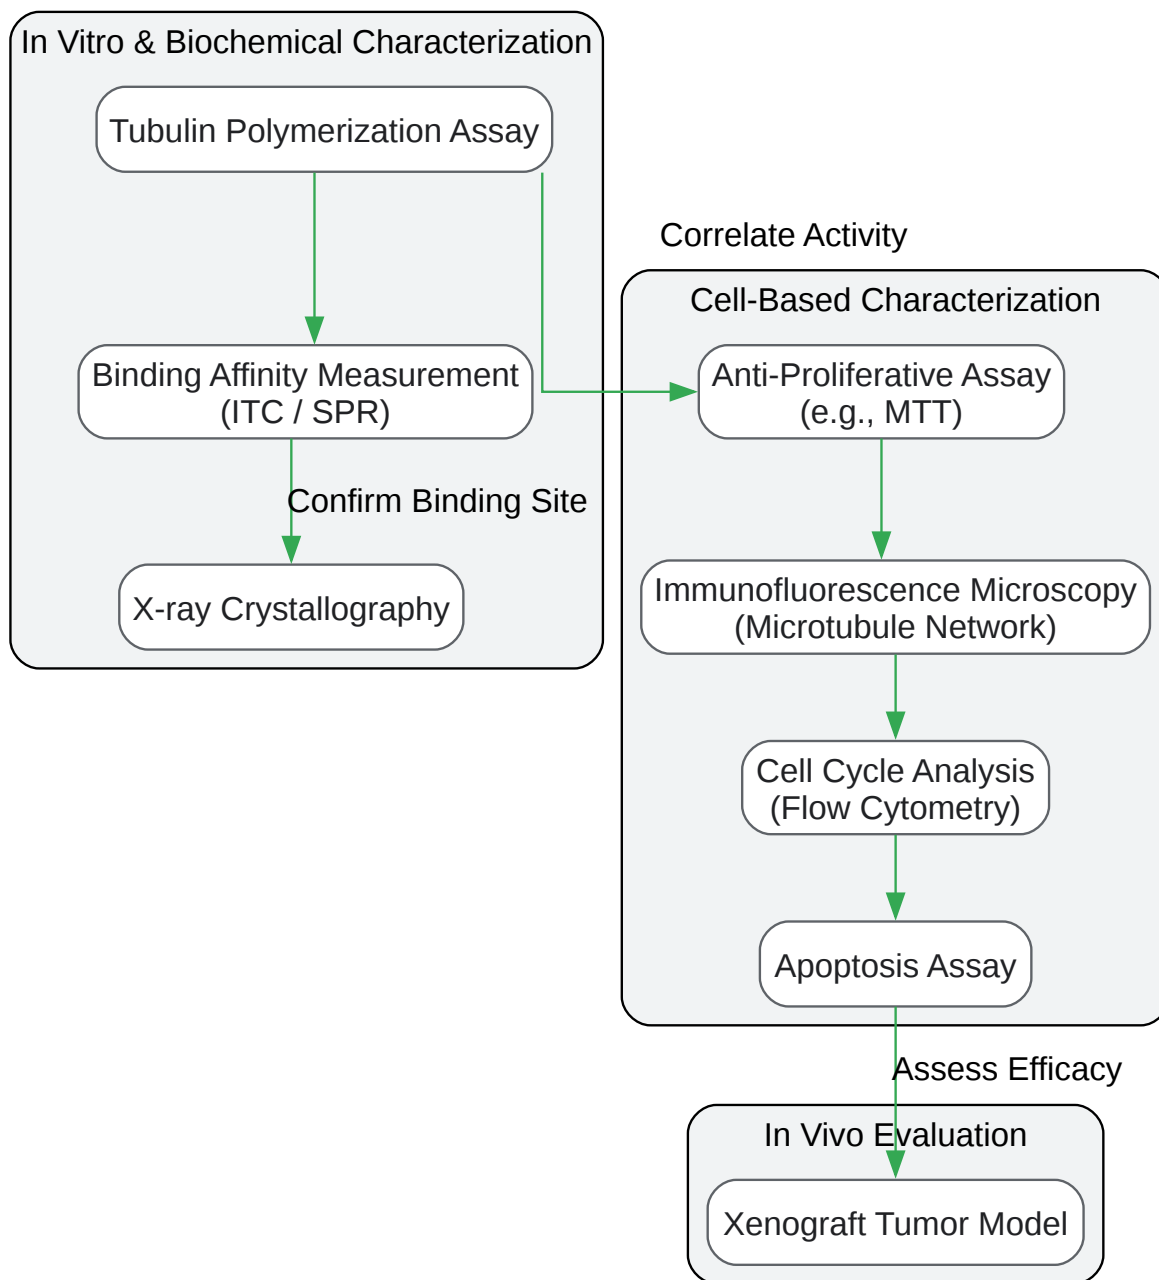 In Vitro & Biochemical Characterization
Tubulin Polymerization Assay
Binding Affinity Measurement
(ITC / SPR)
Confirm Binding Site
X-ray Crystallography
Correlate Activity
Cell-Based Characterization
Anti-Proliferative Assay
(e.g., MTT)
Immunofluorescence Microscopy
(Microtubule Network)
Cell Cycle Analysis
(Flow Cytometry)
Apoptosis Assay
Assess Efficacy
In Vivo Evaluation
Xenograft Tumor Model